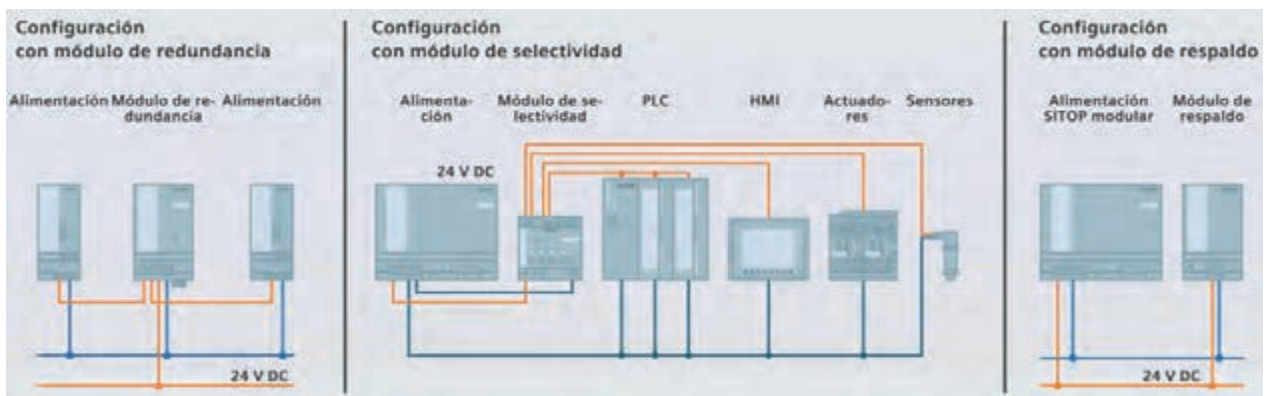 Configuración
con módulo de redundancia
Alimentación
Módulo de re-
dundancia
Alimentación
24 V DC
Configuración
con módulo de selectividad
Alimenta-
ción
Módulo de se-
lectividad
PLC
HMI
Actuado-
res
Sensores
24 V DC
Configuración
con módulo de respaldo
Alimentación
SITOP modular
Módulo de
respaldo
24 V DC